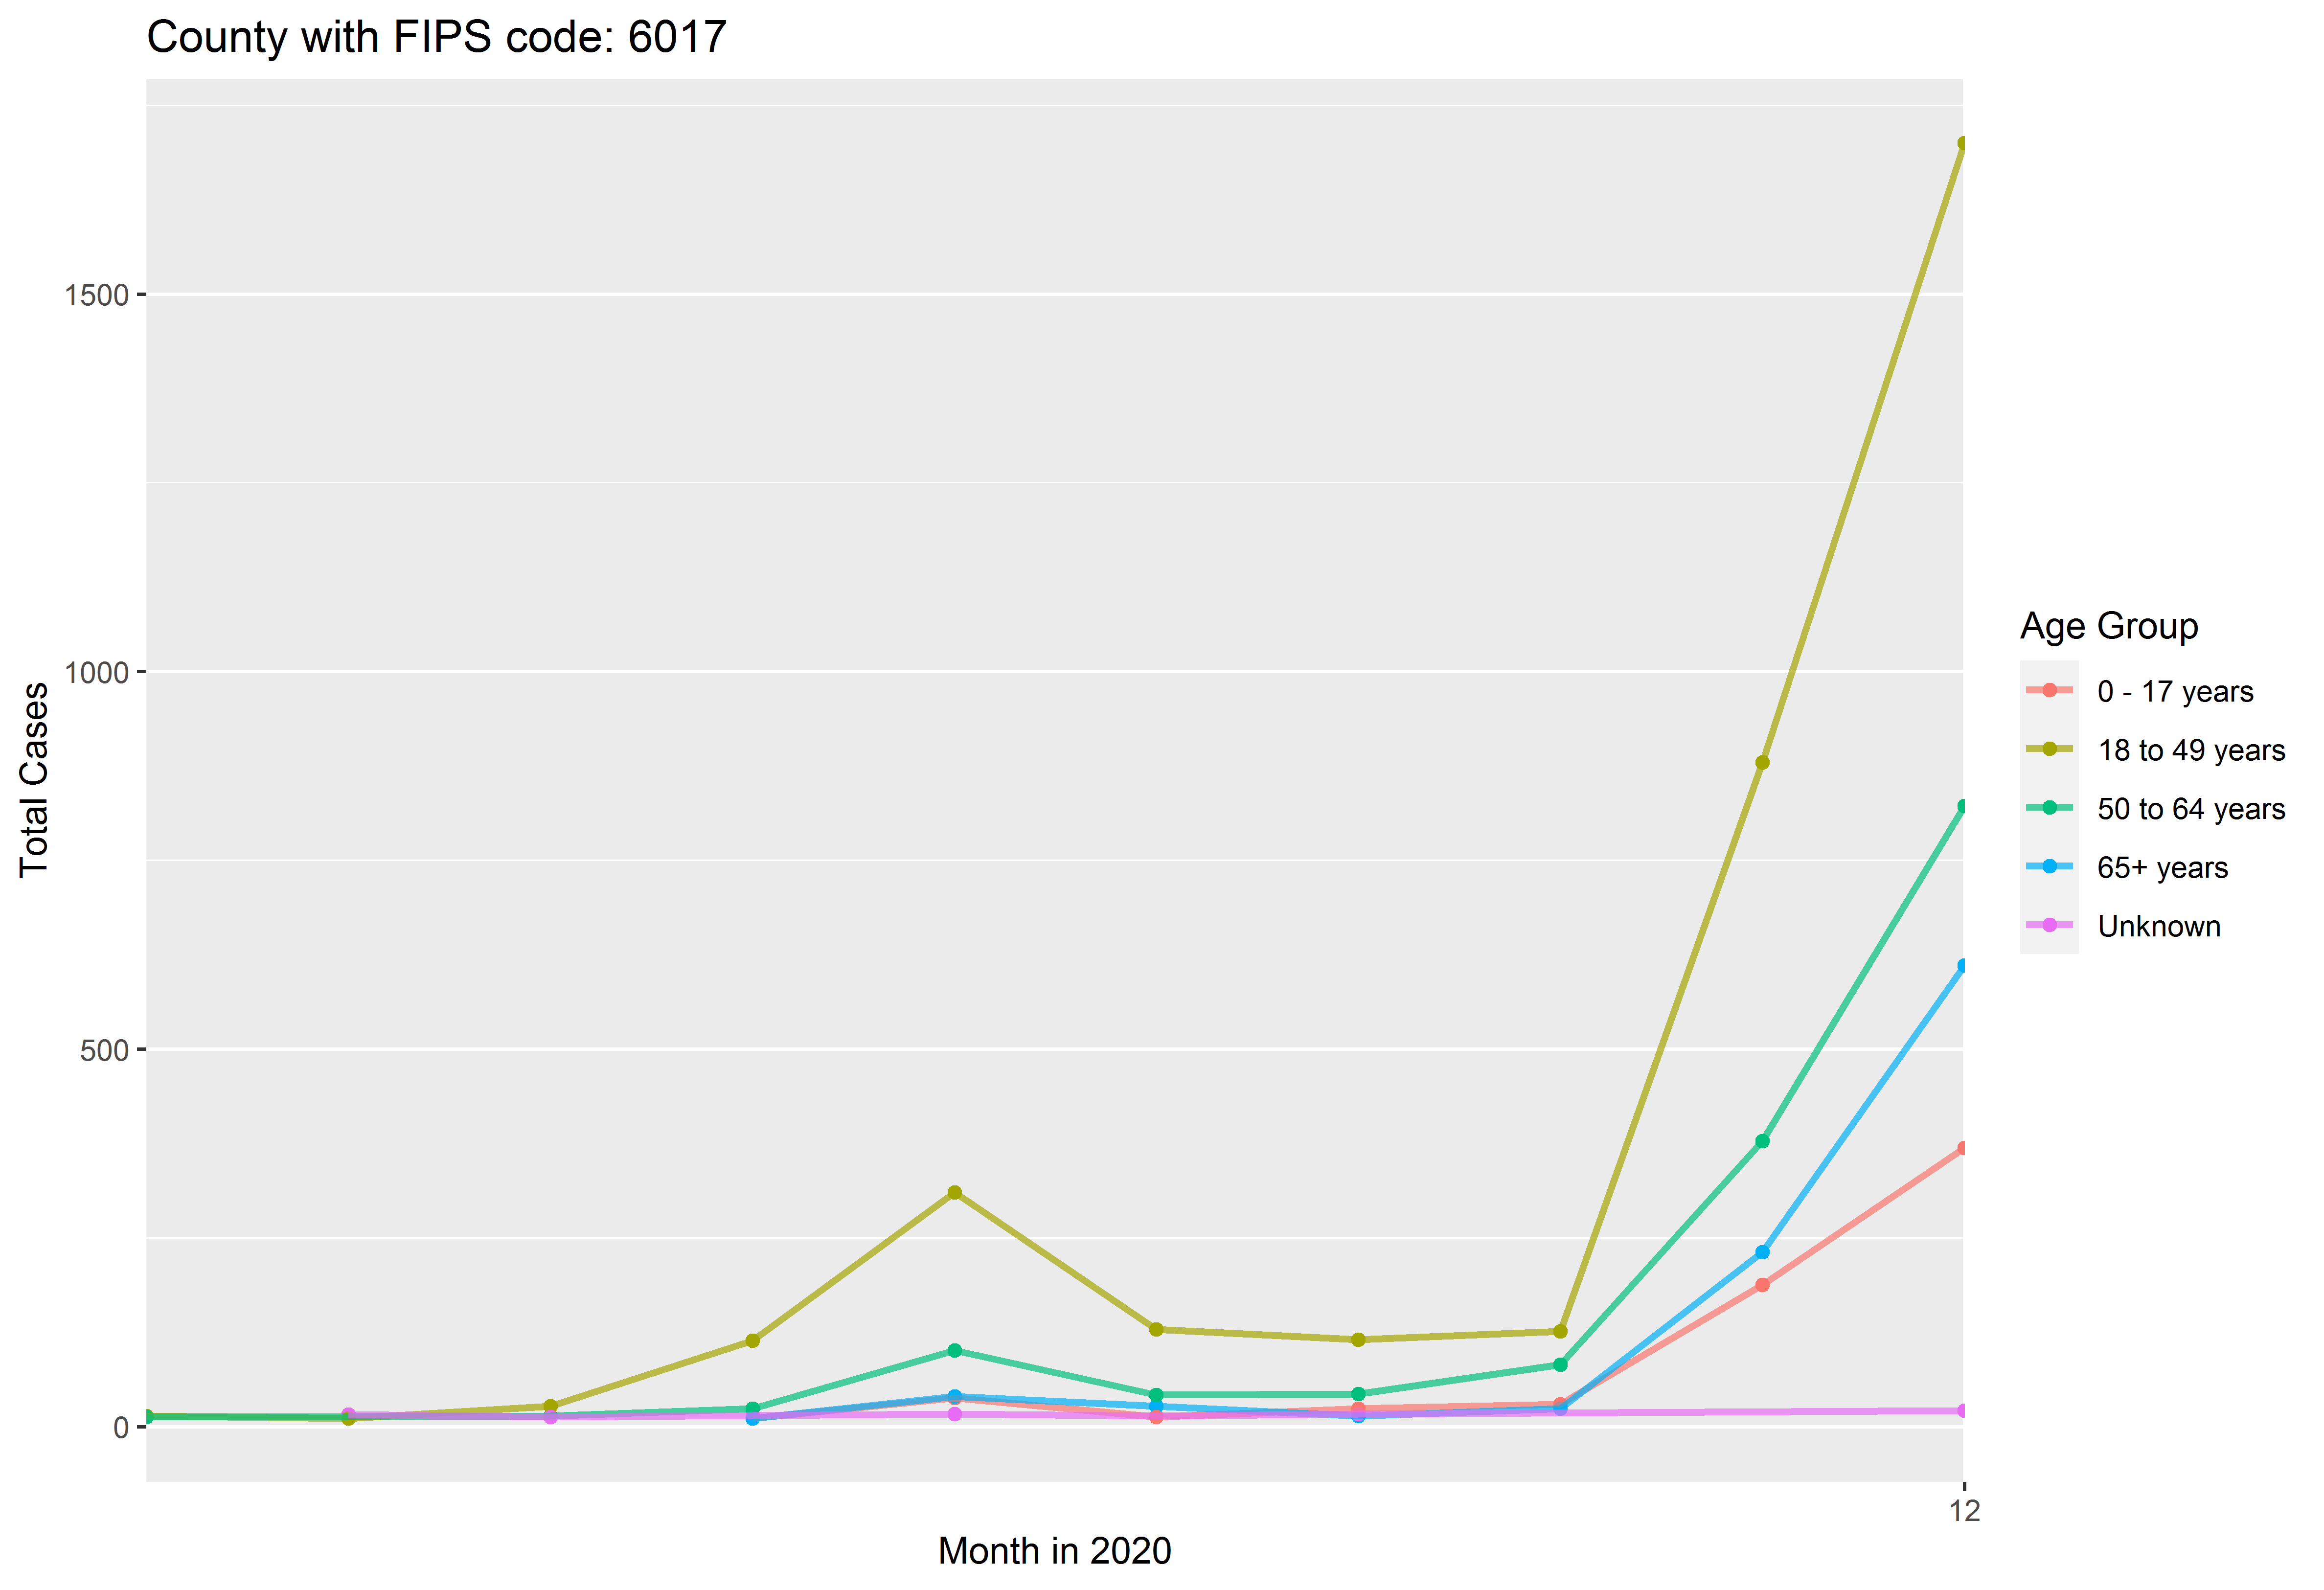 County with FIPS code: 6017
1500
1000
500
0
Total Cases
12
Month in 2020
Age Group
0 - 17 years
18 to 49 years
50 to 64 years
65+ years
Unknown